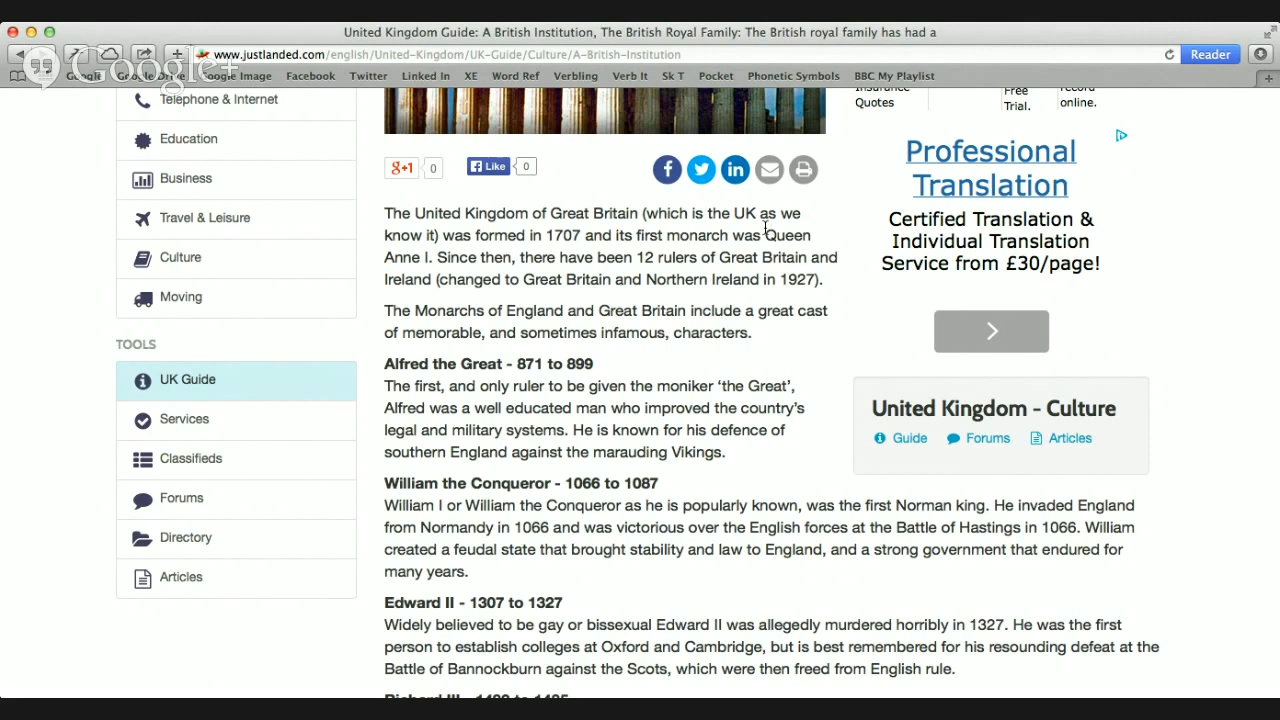 United Kingdom Guide: A British Institution, The British Royal Family: The British royal family has had a
www.justlanded.com/english/United-Kingdom/UK-Guide/Culture/A-British-Institution
Reader
Google+
Google Google Drive Google Image Facebook Twitter Linked In XE Word Ref Verbling Verb It Sk T Pocket Phonetic Symbols BBC My Playlist
Telephone & Internet
Education
Business
Travel & Leisure
Culture
Moving
TOOLS
UK Guide
Services
Classifieds
Forums
Directory
Articles
g+1 0 Like 0
The United Kingdom of Great Britain (which is the UK as we
know it) was formed in 1707 and its first monarch was Queen
Anne I. Since then, there have been 12 rulers of Great Britain and
Ireland (changed to Great Britain and Northern Ireland in 1927).
The Monarchs of England and Great Britain include a great cast
of memorable, and sometimes infamous, characters.
Alfred the Great - 871 to 899
The first, and only ruler to be given the moniker ‘the Great’,
Alfred was a well educated man who improved the country’s
legal and military systems. He is known for his defence of
southern England against the marauding Vikings.
William the Conqueror - 1066 to 1087
William I or William the Conqueror as he is popularly known, was the first Norman king. He invaded England
from Normandy in 1066 and was victorious over the English forces at the Battle of Hastings in 1066. William
created a feudal state that brought stability and law to England, and a strong government that endured for
many years.
Edward II - 1307 to 1327
Widely believed to be gay or bissexual Edward II was allegedly murdered horribly in 1327. He was the first
person to establish colleges at Oxford and Cambridge, but is best remembered for his resounding defeat at the
Battle of Bannockburn against the Scots, which were then freed from English rule.
Richard III - 1483 to 1485
Insurance
Quotes
Free
Trial.
record
online.
Professional
Translation
Certified Translation &
Individual Translation
Service from £30/page!
United Kingdom - Culture
Guide Forums Articles